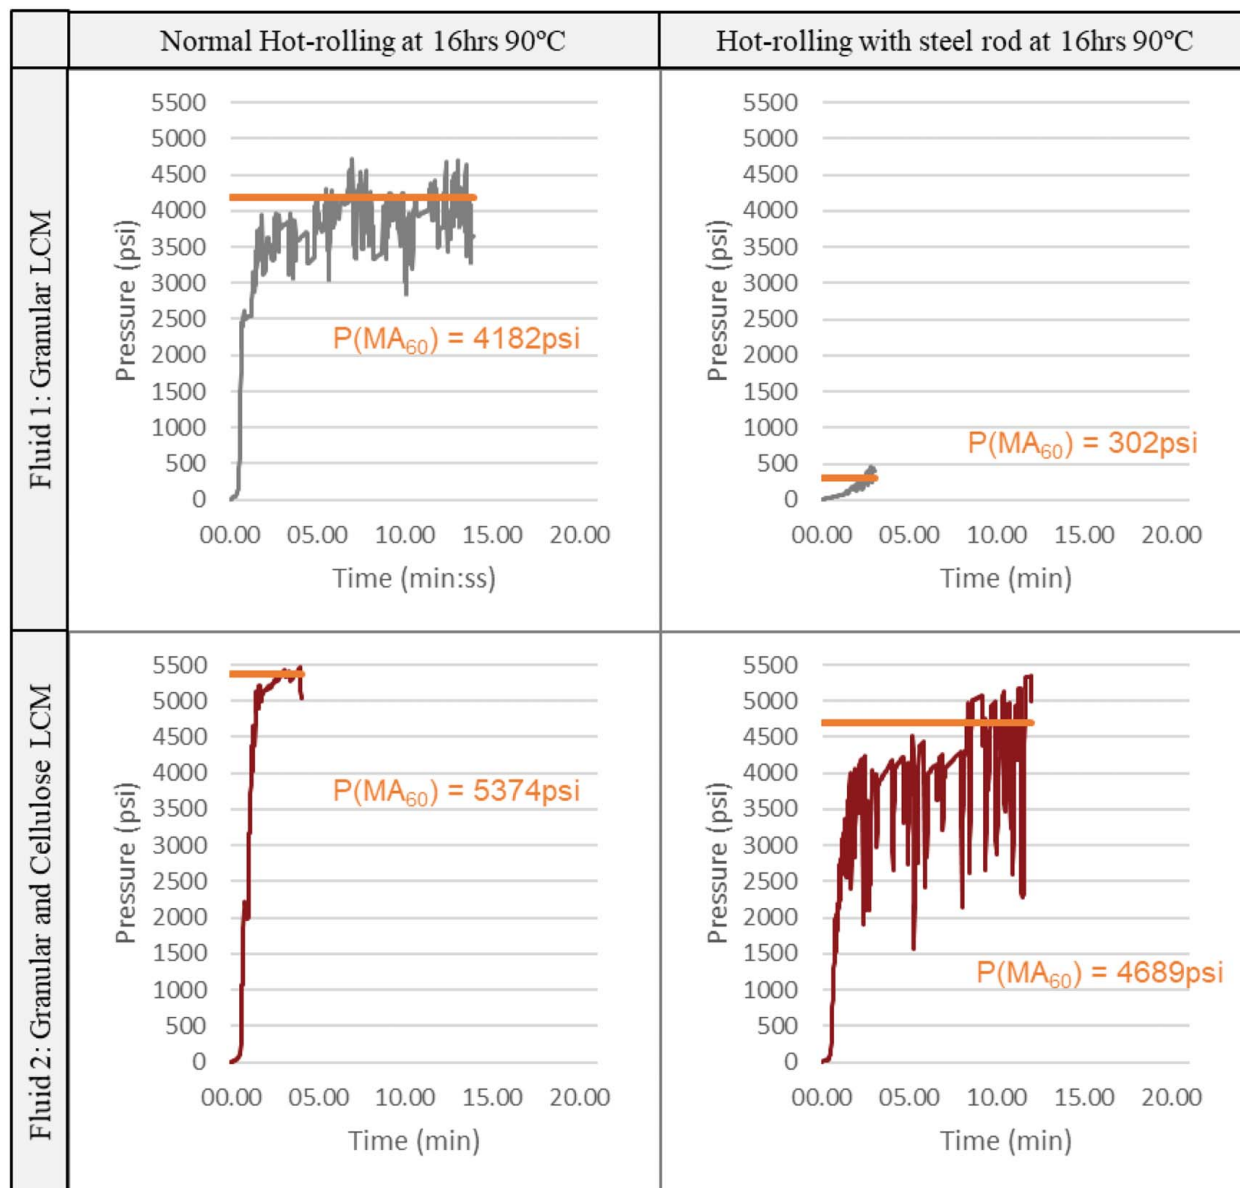 Normal Hot-rolling at 16hrs 90°C
Hot-rolling with steel rod at 16hrs 90°C
Fluid 1: Granular LCM
Pressure (psi)
5500
5000
4500
4000
3500
3000
2500
2000
1500
1000
500
0
P(MA60) = 4182psi
00.00 05.00 10.00 15.00 20.00
Time (min:ss)
Pressure (psi)
5500
5000
4500
4000
3500
3000
2500
2000
1500
1000
500
0
P(MA60) = 302psi
00.00 05.00 10.00 15.00 20.00
Time (min)
Fluid 2: Granular and Cellulose LCM
Pressure (psi)
5500
5000
4500
4000
3500
3000
2500
2000
1500
1000
500
0
P(MA60) = 5374psi
00.00 05.00 10.00 15.00 20.00
Time (min)
Pressure (psi)
5500
5000
4500
4000
3500
3000
2500
2000
1500
1000
500
0
P(MA60) = 4689psi
00.00 05.00 10.00 15.00 20.00
Time (min)